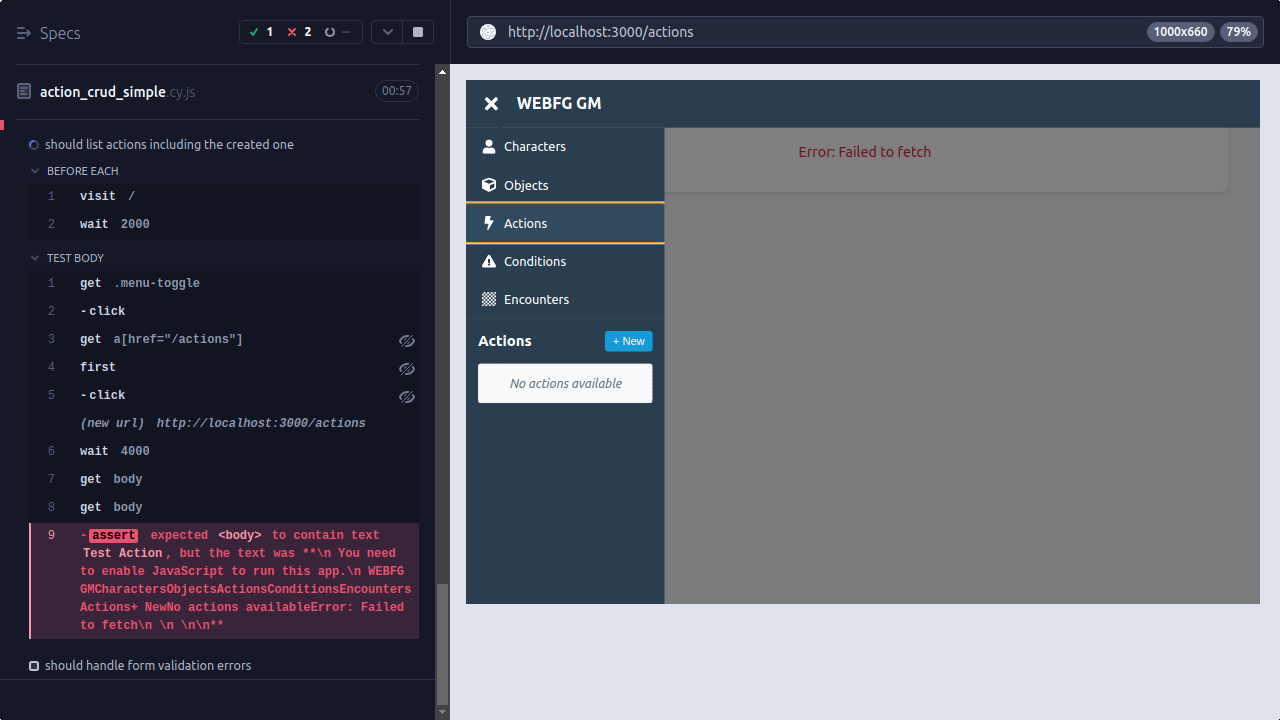 Specs
1
2
--
action_crud_simple.cy.js
00:57
should list actions including the created one
BEFORE EACH
1 visit /
2 wait 2000
TEST BODY
1 get .menu-toggle
2 -click
3 get a[href="/actions"]
4 first
5 -click
(new url) http://localhost:3000/actions
6 wait 4000
7 get body
8 get body
9 -assert expected <body> to contain text
Test Action, but the text was **\n You need
to enable JavaScript to run this app.\n WEBFG
GMCharactersObjectsActionsConditionsEncounters
Actions+ NewNo actions availableError: Failed
to fetch\n \n \n\n**
should handle form validation errors
http://localhost:3000/actions
1000x660
79%
WEBFG GM
Characters
Objects
Actions
Conditions
Encounters
Actions
+ New
No actions available
Error: Failed to fetch